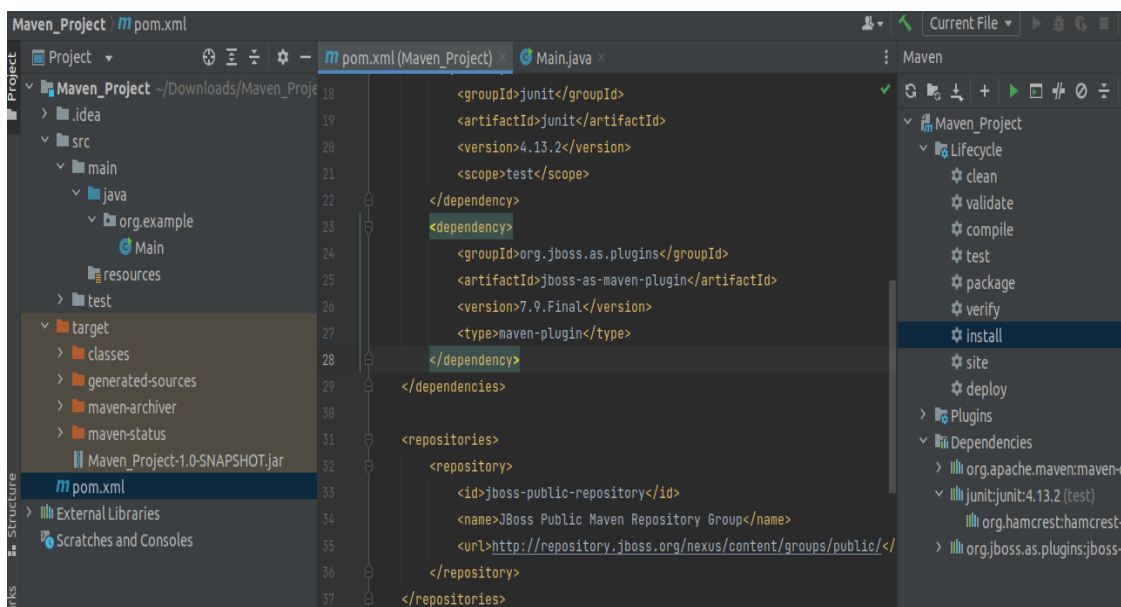 Maven_Project
m pom.xml
Current File
Project
Project
m pom.xml (Maven_Project)
Main.java
Maven
Maven_Project ~/Downloads/Maven_Proje
.idea
src
main
java
org.example
Main
resources
test
target
classes
generated-sources
maven-archiver
maven-status
Maven_Project-1.0-SNAPSHOT.jar
m pom.xml
External Libraries
Scratches and Consoles
Structure
rks
18 <groupId>junit</groupId>
19 <artifactId>junit</artifactId>
20 <version>4.13.2</version>
21 <scope>test</scope>
22 </dependency>
23 <dependency>
24 <groupId>org.jboss.as.plugins</groupId>
25 <artifactId>jboss-as-maven-plugin</artifactId>
26 <version>7.9.Final</version>
27 <type>maven-plugin</type>
28 </dependency>
29 </dependencies>
30
31 <repositories>
32 <repository>
33 <id>jboss-public-repository</id>
34 <name>JBoss Public Maven Repository Group</name>
35 <url>http://repository.jboss.org/nexus/content/groups/public/</
36 </repository>
37 </repositories>
Maven_Project
Lifecycle
clean
validate
compile
test
package
verify
install
site
deploy
Plugins
Dependencies
org.apache.maven:maven-
junit:junit:4.13.2 (test)
org.hamcrest:hamcrest-
org.jboss.as.plugins:jboss-